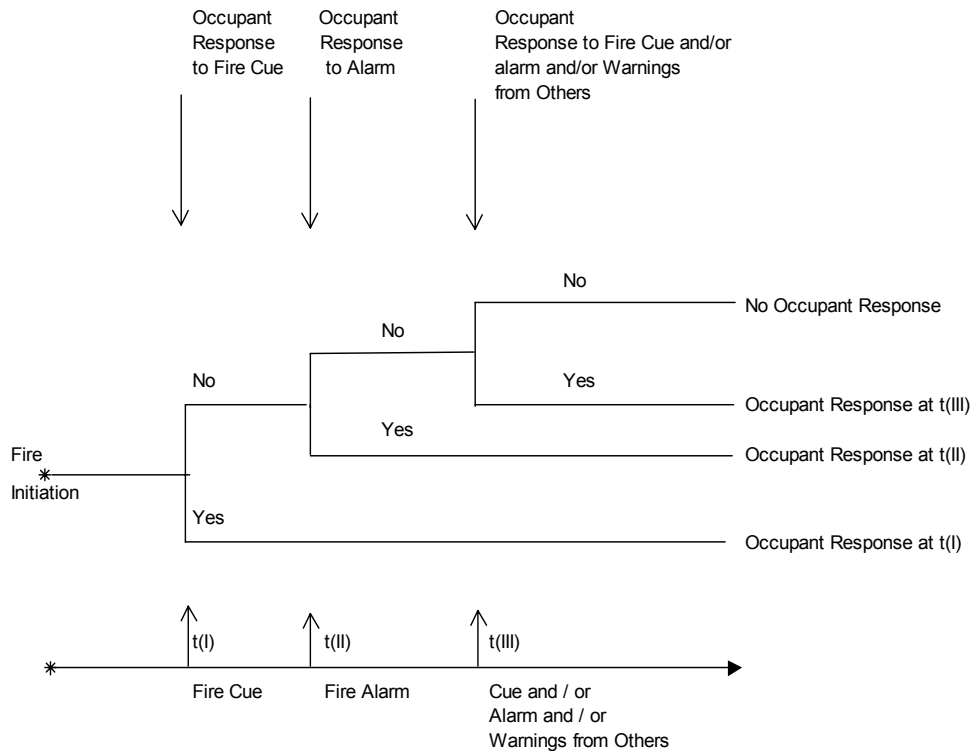 Occupant
Response
to Fire Cue
Occupant
Response
to Alarm
Occupant
Response to Fire Cue and/or
alarm and/or Warnings
from Others
No
No Occupant Response
No
No
Yes
Occupant Response at t(III)
Yes
Occupant Response at t(II)
Fire
Initiation
Yes
Occupant Response at t(I)
t(I)
t(II)
t(III)
Fire Cue
Fire Alarm
Cue and / or
Alarm and / or
Warnings from Others